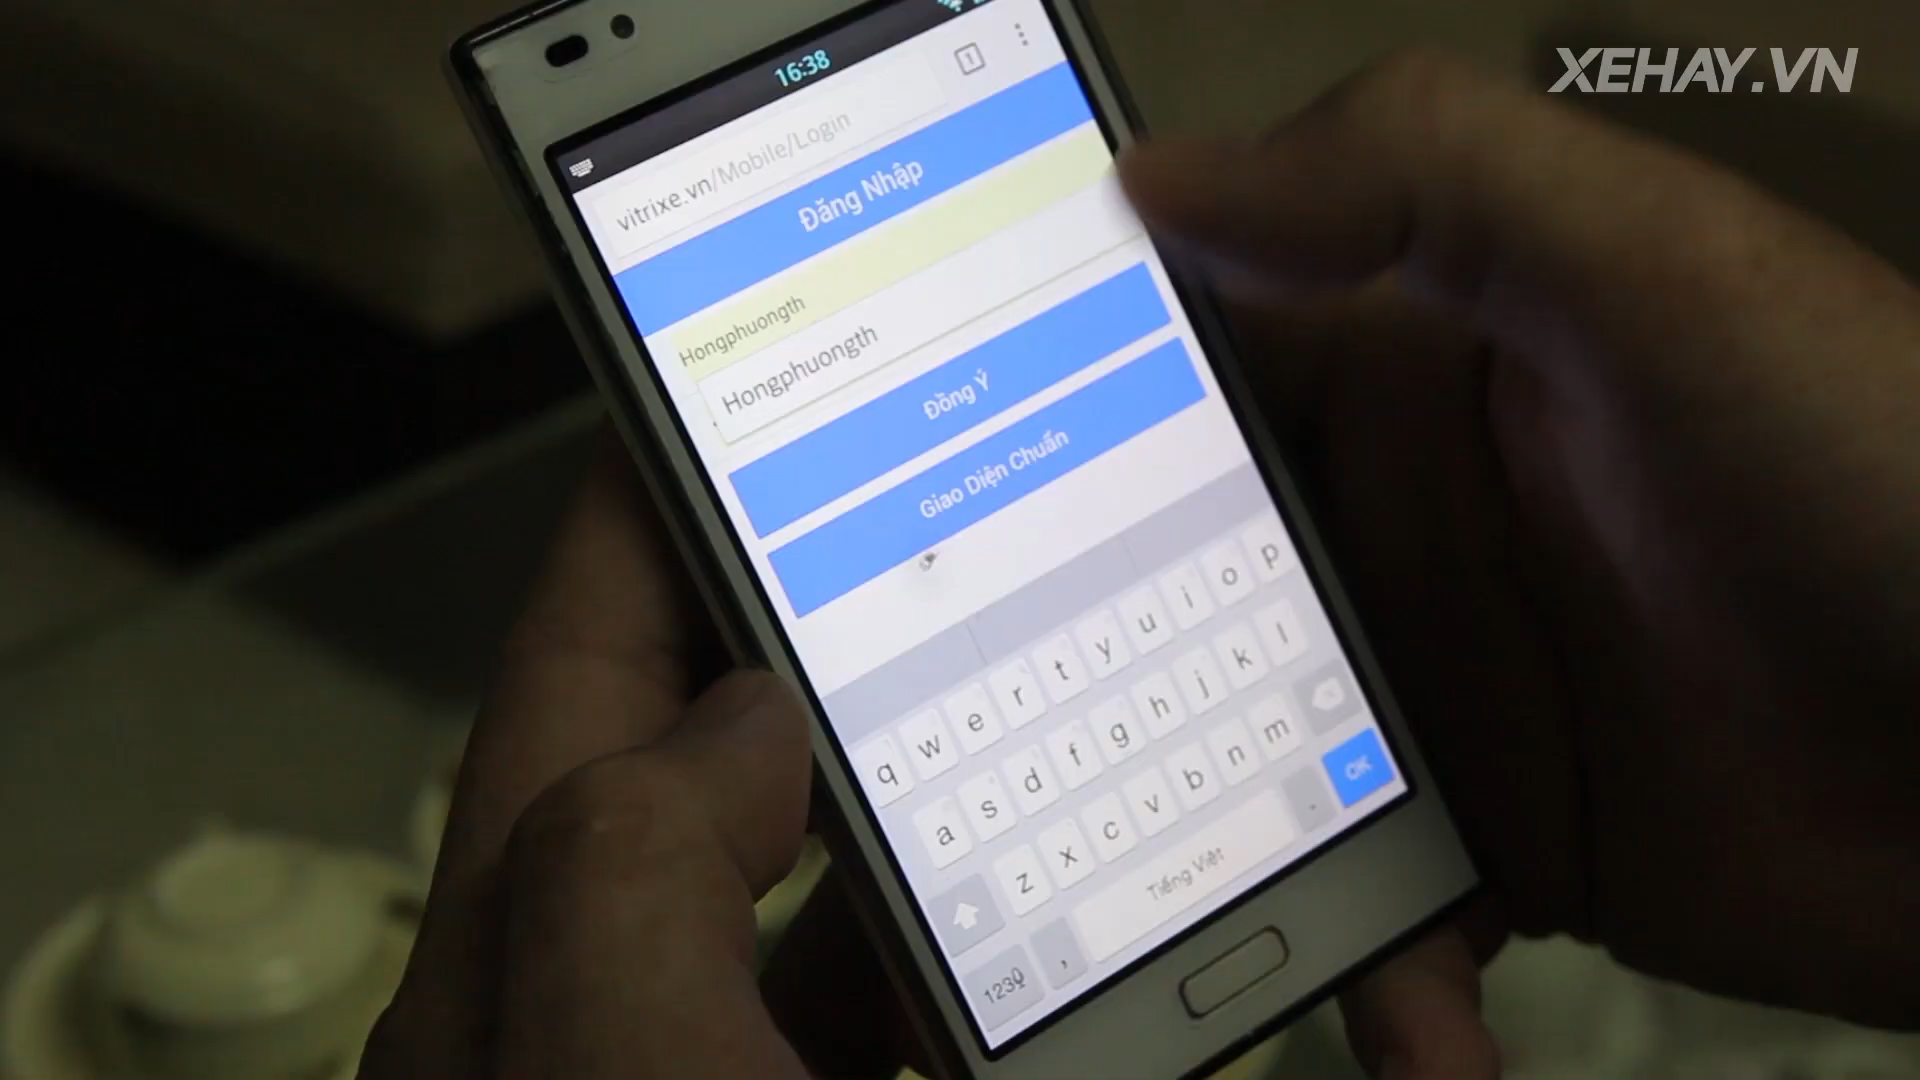 XEHAY.VN
16:38
1
vitrixe.vn/Mobile/Login
Đăng Nhập
Hongphuongth
Hongphuongth
Đồng Ý
Giao Diện Chuẩn
q w e r t y u i o p
a s d f g h j k l
z x c v b n m
123 , Tiếng Việt . OK